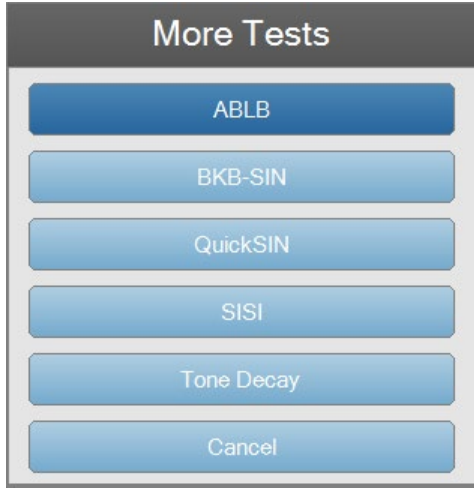 More Tests
ABLB
BKB-SIN
QuickSIN
SISI
Tone Decay
Cancel